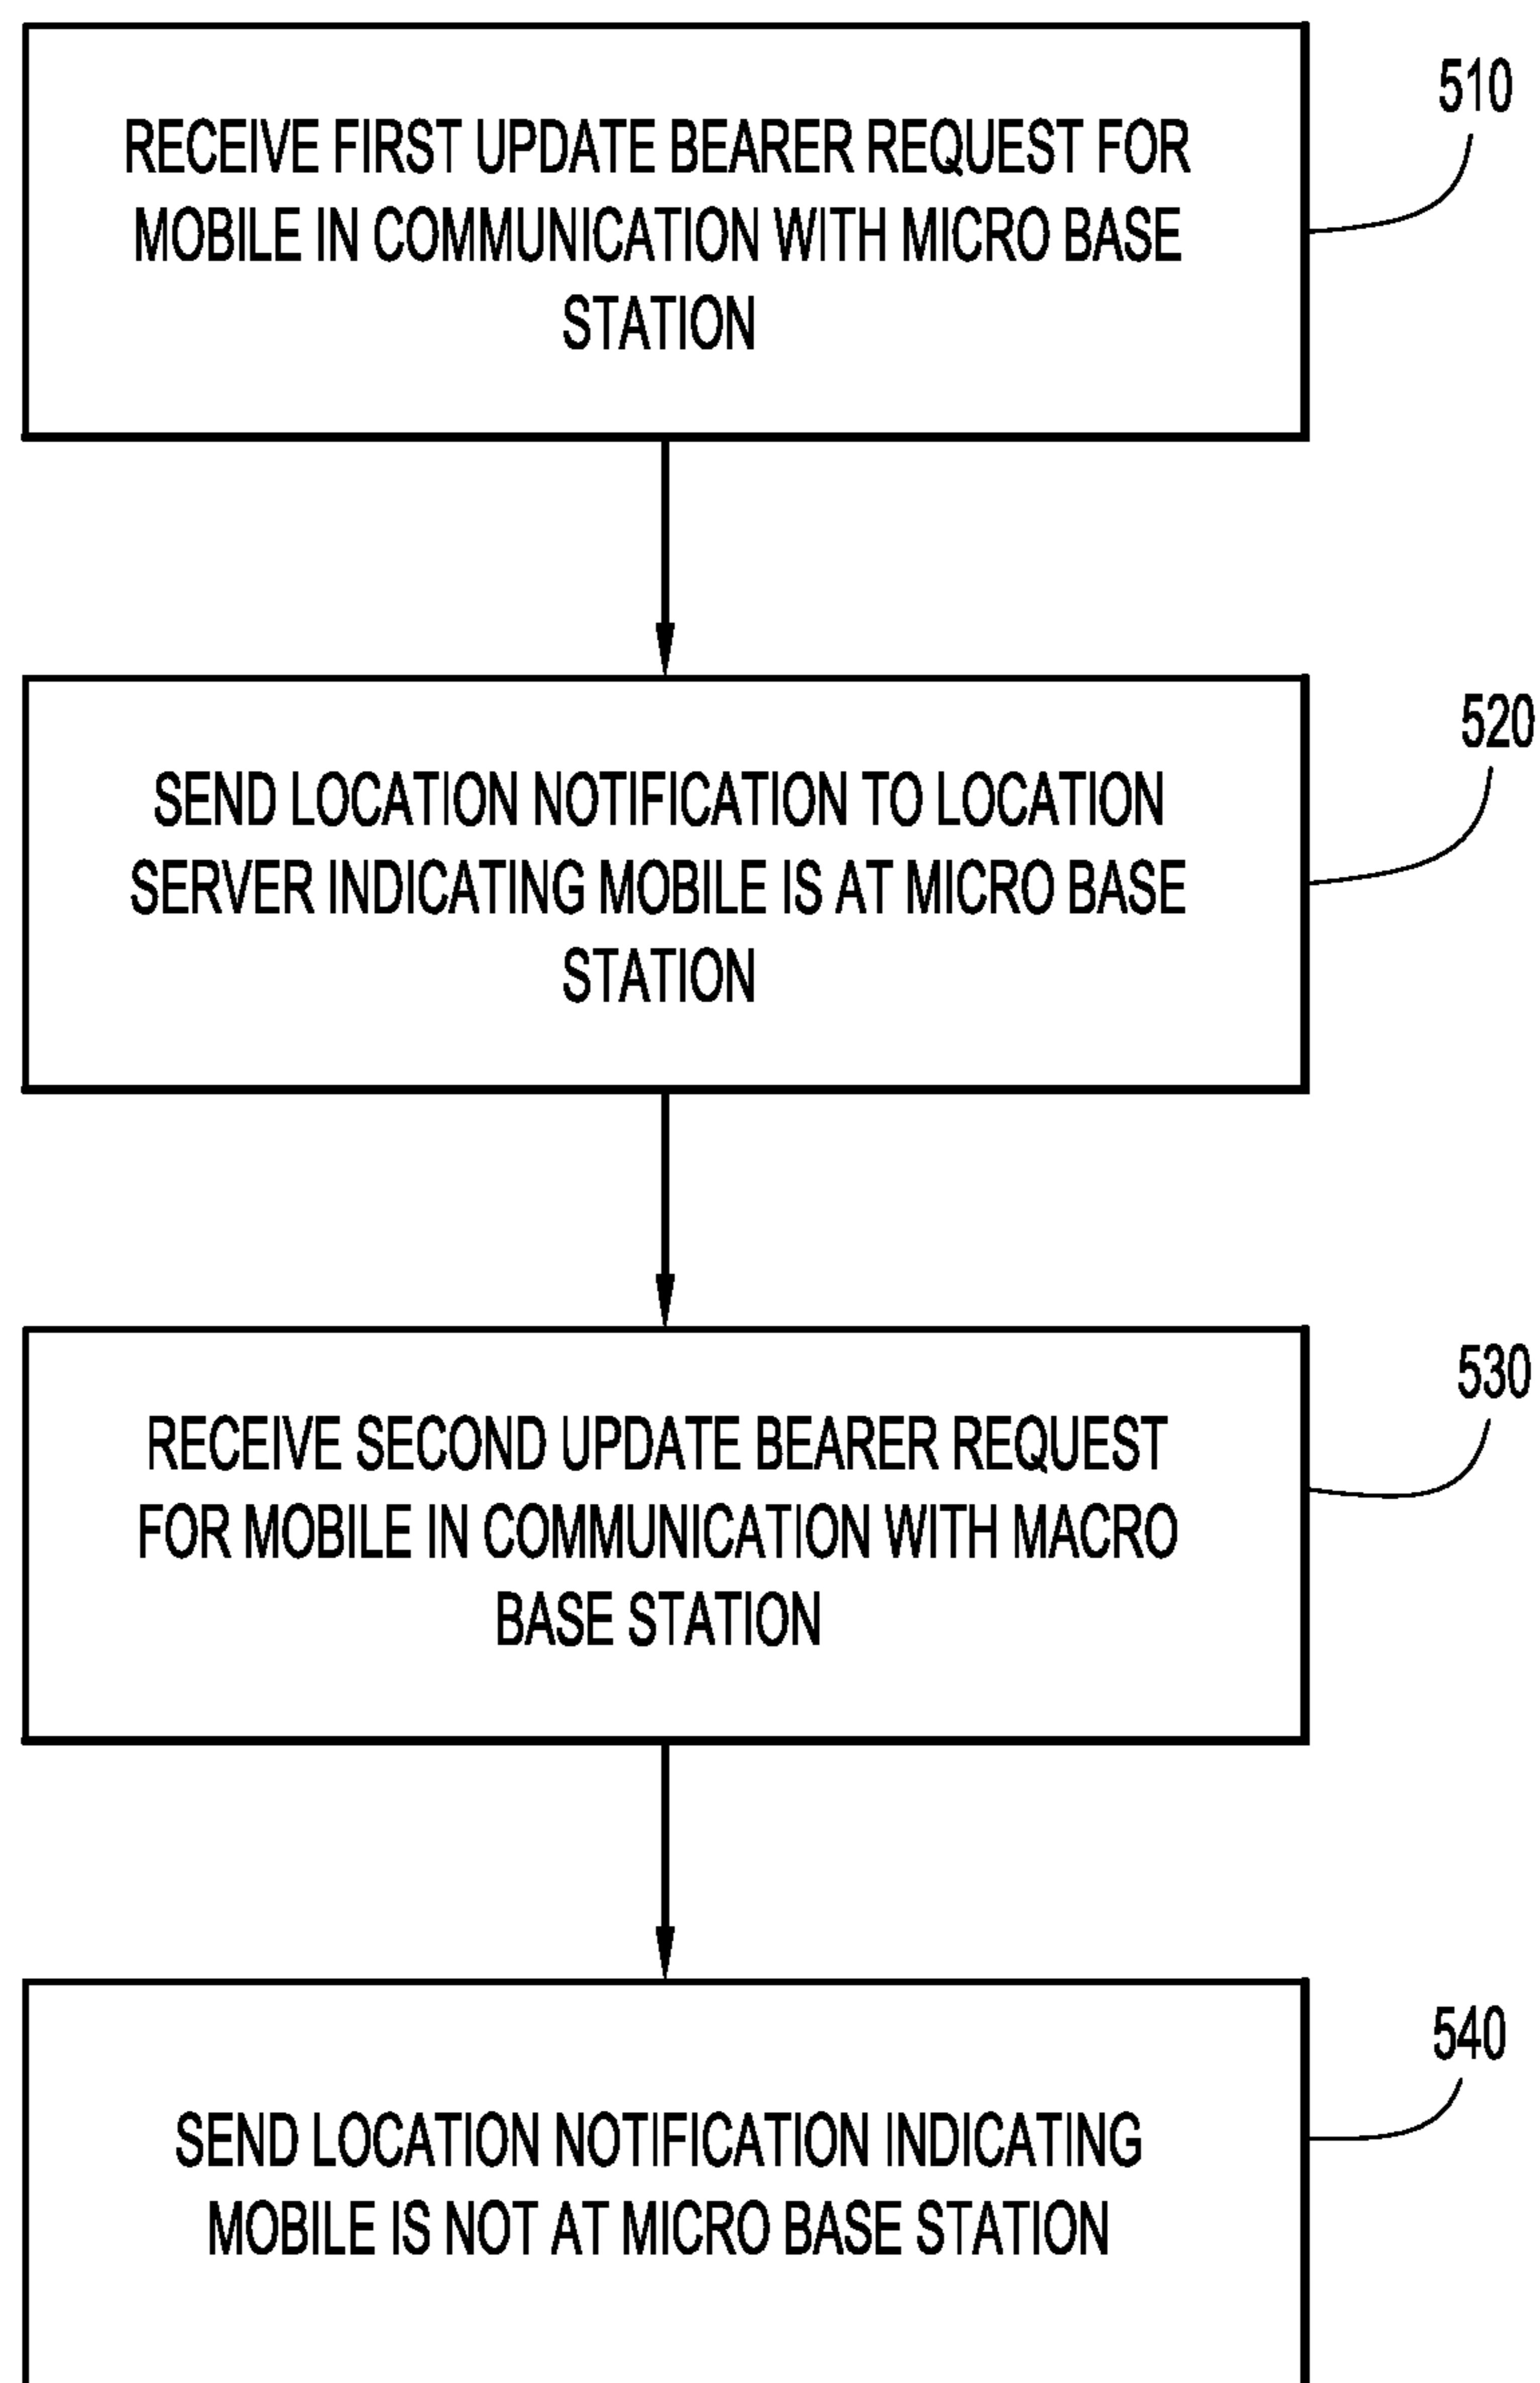 510
RECEIVE FIRST UPDATE BEARER REQUEST FOR
MOBILE IN COMMUNICATION WITH MICRO BASE
STATION
520
SEND LOCATION NOTIFICATION TO LOCATION
SERVER INDICATING MOBILE IS AT MICRO BASE
STATION
530
RECEIVE SECOND UPDATE BEARER REQUEST
FOR MOBILE IN COMMUNICATION WITH MACRO
BASE STATION
540
SEND LOCATION NOTIFICATION INDICATING
MOBILE IS NOT AT MICRO BASE STATION